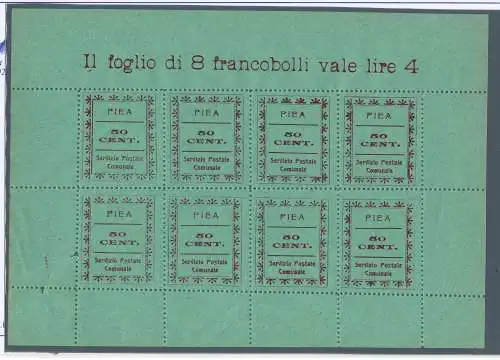 Il foglio di 8 francobolli vale lire 4
PIEA PIEA PIEA PIEA
50 50 50 50
CENT. CENT. CENT. CENT.
Servizio Postale Servizio Postale Servizio Postale Servizio Postale
Comunale Comunale Comunale Comunale
PIEA PIEA PIEA PIEA
50 50 50 50
CENT. CENT. CENT. CENT.
Servizio Postale Servizio Postale Servizio Postale Servizio Postale
Comunale Comunale Comunale Comunale